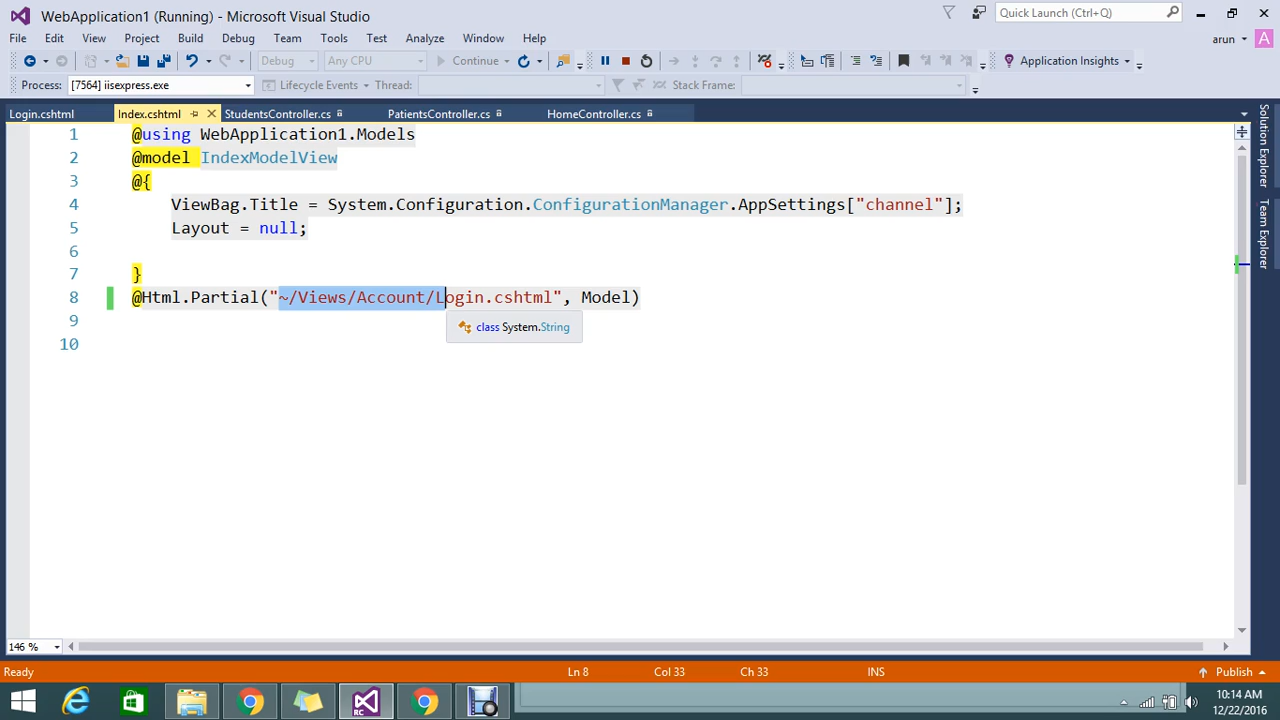 WebApplication1 (Running) - Microsoft Visual Studio
Quick Launch (Ctrl+Q)
File Edit View Project Build Debug Team Tools Test Analyze Window Help
arun A
Debug Any CPU Continue Application Insights
Process: [7564] iisexpress.exe Lifecycle Events Thread: Stack Frame:
Login.cshtml Index.cshtml StudentsController.cs PatientsController.cs HomeController.cs
1 @using WebApplication1.Models
2 @model IndexModelView
3 @{
4 ViewBag.Title = System.Configuration.ConfigurationManager.AppSettings["channel"];
5 Layout = null;
6
7 }
8 @Html.Partial("~/Views/Account/Login.cshtml", Model)
9
class System.String
10
Solution Explorer
Team Explorer
146 %
Ready Ln 8 Col 33 Ch 33 INS Publish
RC
10:14 AM
12/22/2016